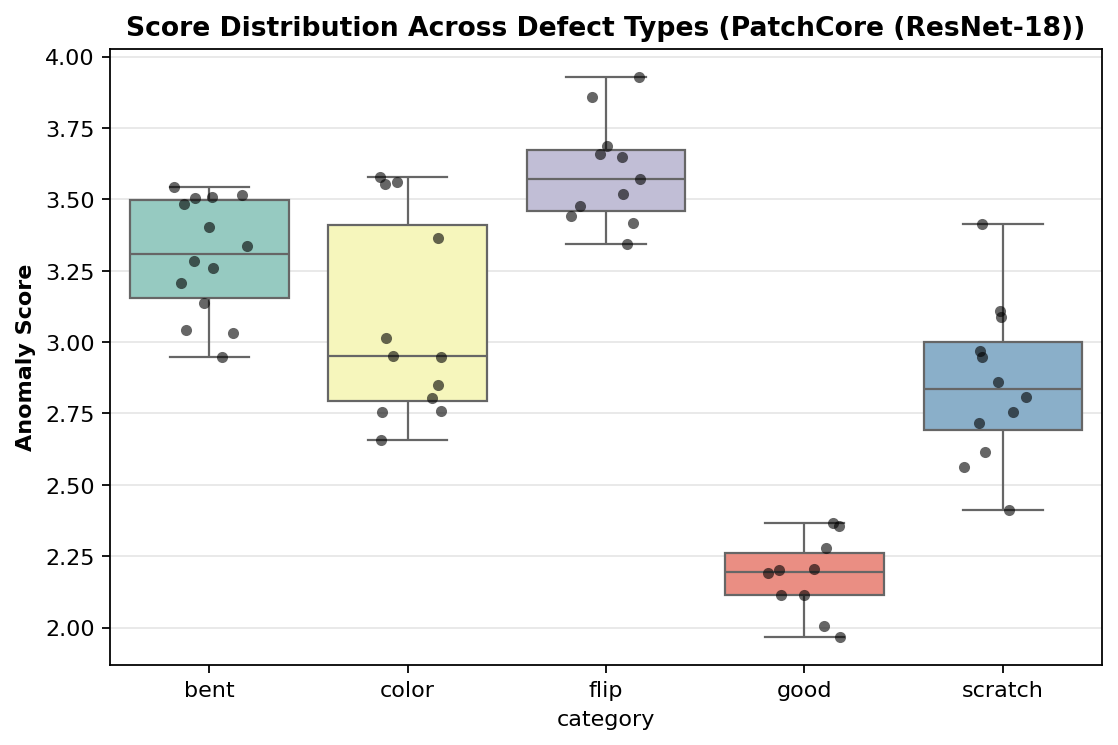 Score Distribution Across Defect Types (PatchCore (ResNet-18))
4.00
3.75
3.50
3.25
3.00
2.75
2.50
2.25
2.00
Anomaly Score
bent color flip good scratch
category